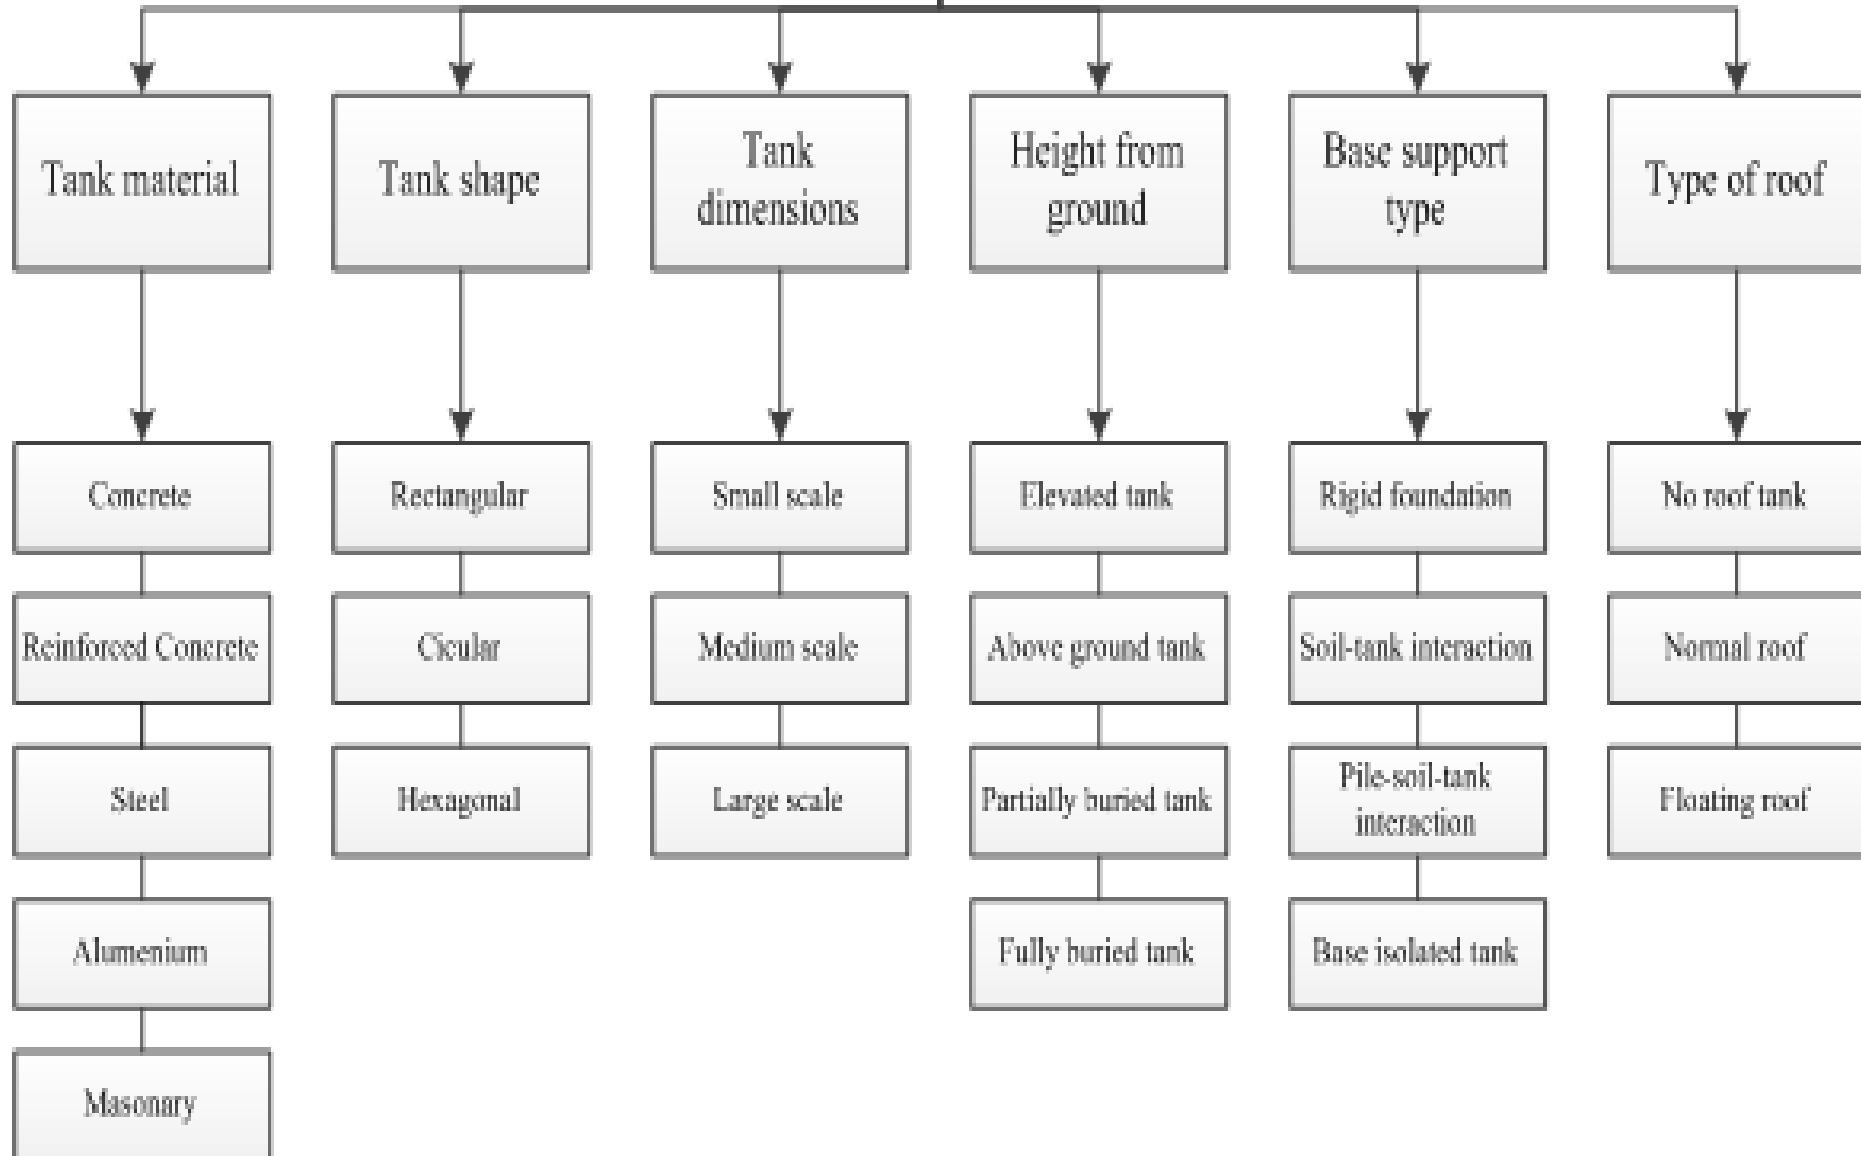 Tank material
Tank shape
Tank
dimensions
Height from
ground
Base support
type
Type of roof
Concrete
Rectangular
Small scale
Elevated tank
Rigid foundation
No roof tank
Reinforced Concrete
Cicular
Medium scale
Above ground tank
Soil-tank interaction
Normal roof
Steel
Hexagonal
Large scale
Partially buried tank
Pile-soil-tank
interaction
Floating roof
Alumenium
Fully buried tank
Base isolated tank
Masonary